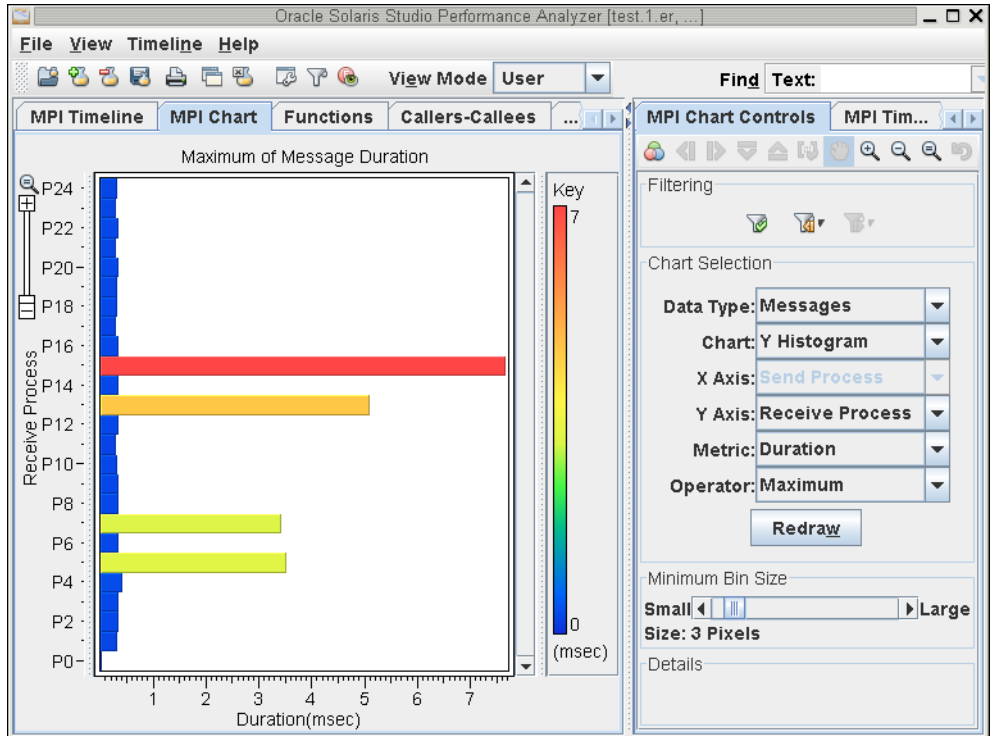 Oracle Solaris Studio Performance Analyzer [test.1.er, ...]
File View Timeline Help
View Mode User Find Text:
MPI Timeline MPI Chart Functions Callers-Callees ...
Maximum of Message Duration
P24
P22
P20
P18
P16
P14
P12
P10
P8
P6
P4
P2
P0
Receive Process
1 2 3 4 5 6 7
Duration(msec)
Key
7
0
(msec)
MPI Chart Controls MPI Tim...
Filtering
Chart Selection
Data Type: Messages
Chart: Y Histogram
X Axis: Send Process
Y Axis: Receive Process
Metric: Duration
Operator: Maximum
Redraw
Minimum Bin Size
Small Large
Size: 3 Pixels
Details